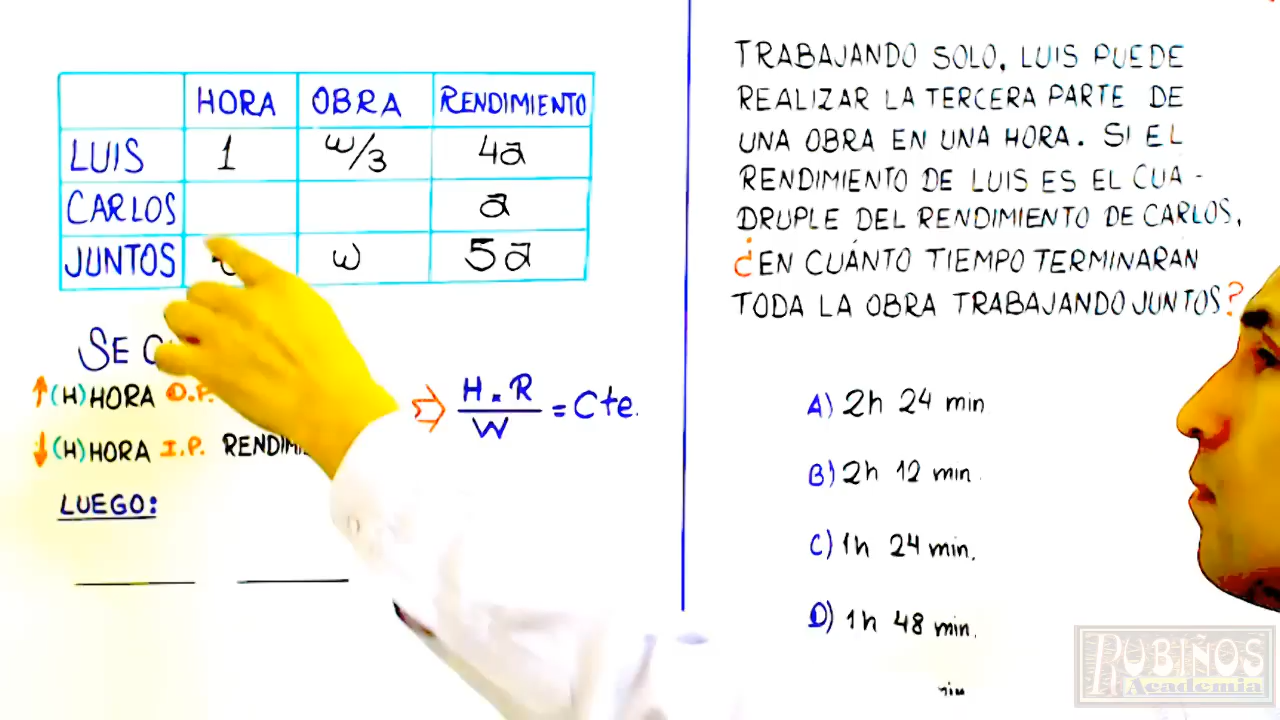 HORA OBRA RENDIMIENTO
LUIS 1 w/3 4a
CARLOS a
JUNTOS w 5a
SE
(H) HORA D.P.
(H) HORA I.P.
LUEGO:
⇨ H . R / W = Cte.
TRABAJANDO SOLO, LUIS PUEDE
REALIZAR LA TERCERA PARTE DE
UNA OBRA EN UNA HORA. SI EL
RENDIMIENTO DE LUIS ES EL CUA-
DRUPLE DEL RENDIMIENTO DE CARLOS,
¿EN CUÁNTO TIEMPO TERMINARAN
TODA LA OBRA TRABAJANDO JUNTOS?
A) 2h 24 min
B) 2h 12 min.
C) 1h 24 min.
D) 1h 48 min.
RUBIÑOS
Academia